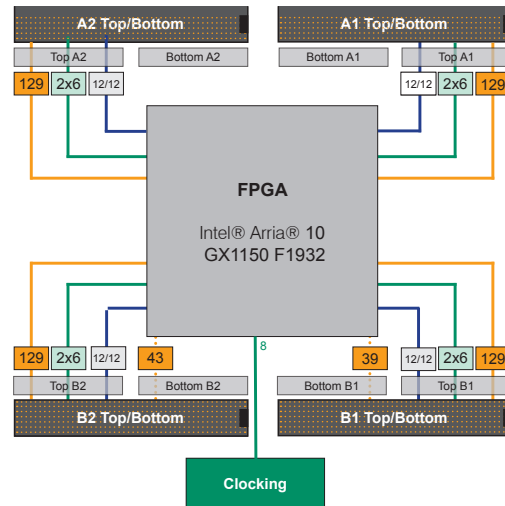 A2 Top/Bottom
A1 Top/Bottom
Top A2
Bottom A2
Bottom A1
Top A1
129
2x6
12/12
12/12
2x6
129
FPGA
Intel® Arria® 10
GX1150 F1932
8
129
2x6
12/12
43
39
12/12
2x6
129
Top B2
Bottom B2
Bottom B1
Top B1
B2 Top/Bottom
B1 Top/Bottom
Clocking